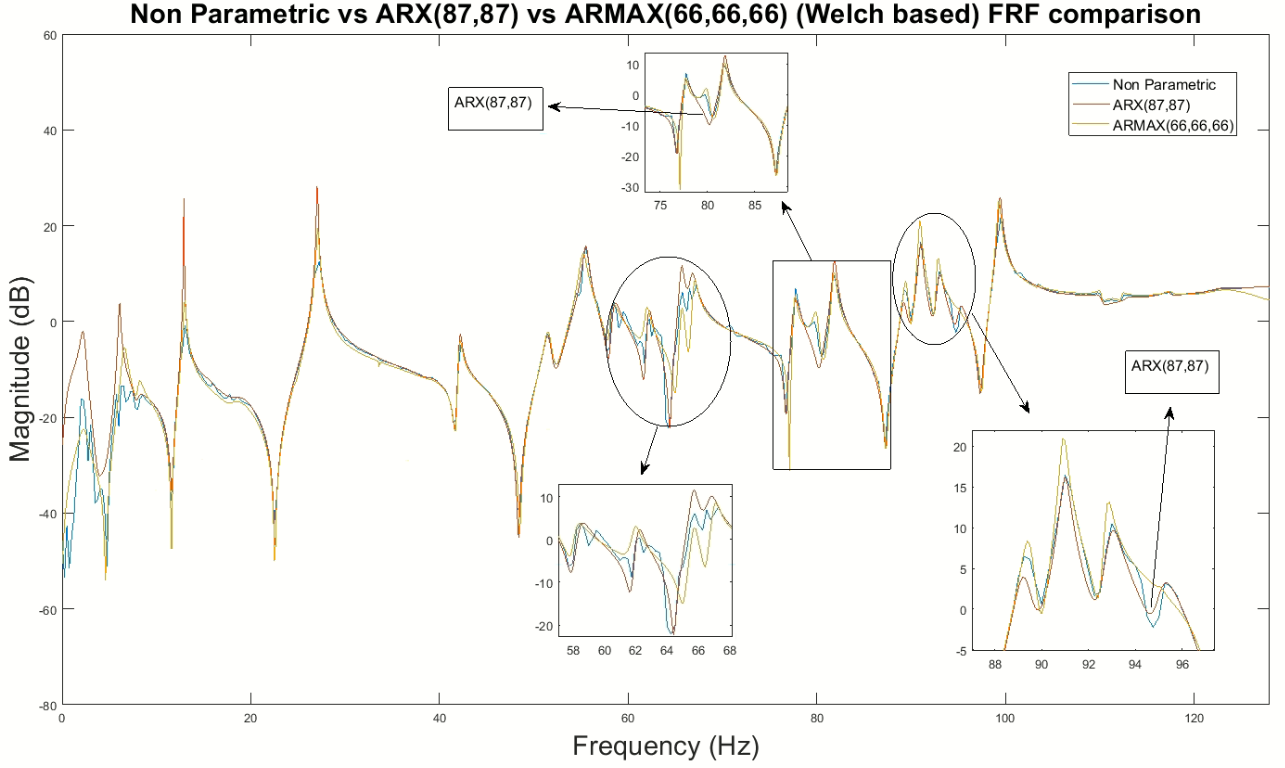 Non Parametric vs ARX(87,87) vs ARMAX(66,66,66) (Welch based) FRF comparison
60
40
20
0
-20
-40
-60
-80
Magnitude (dB)
0 20 40 60 80 100 120
Frequency (Hz)
Non Parametric
ARX(87,87)
ARMAX(66,66,66)
ARX(87,87)
10
0
-10
-20
-30
75 80 85
10
0
-10
-20
58 60 62 64 66 68
ARX(87,87)
20
15
10
5
0
-5
88 90 92 94 96